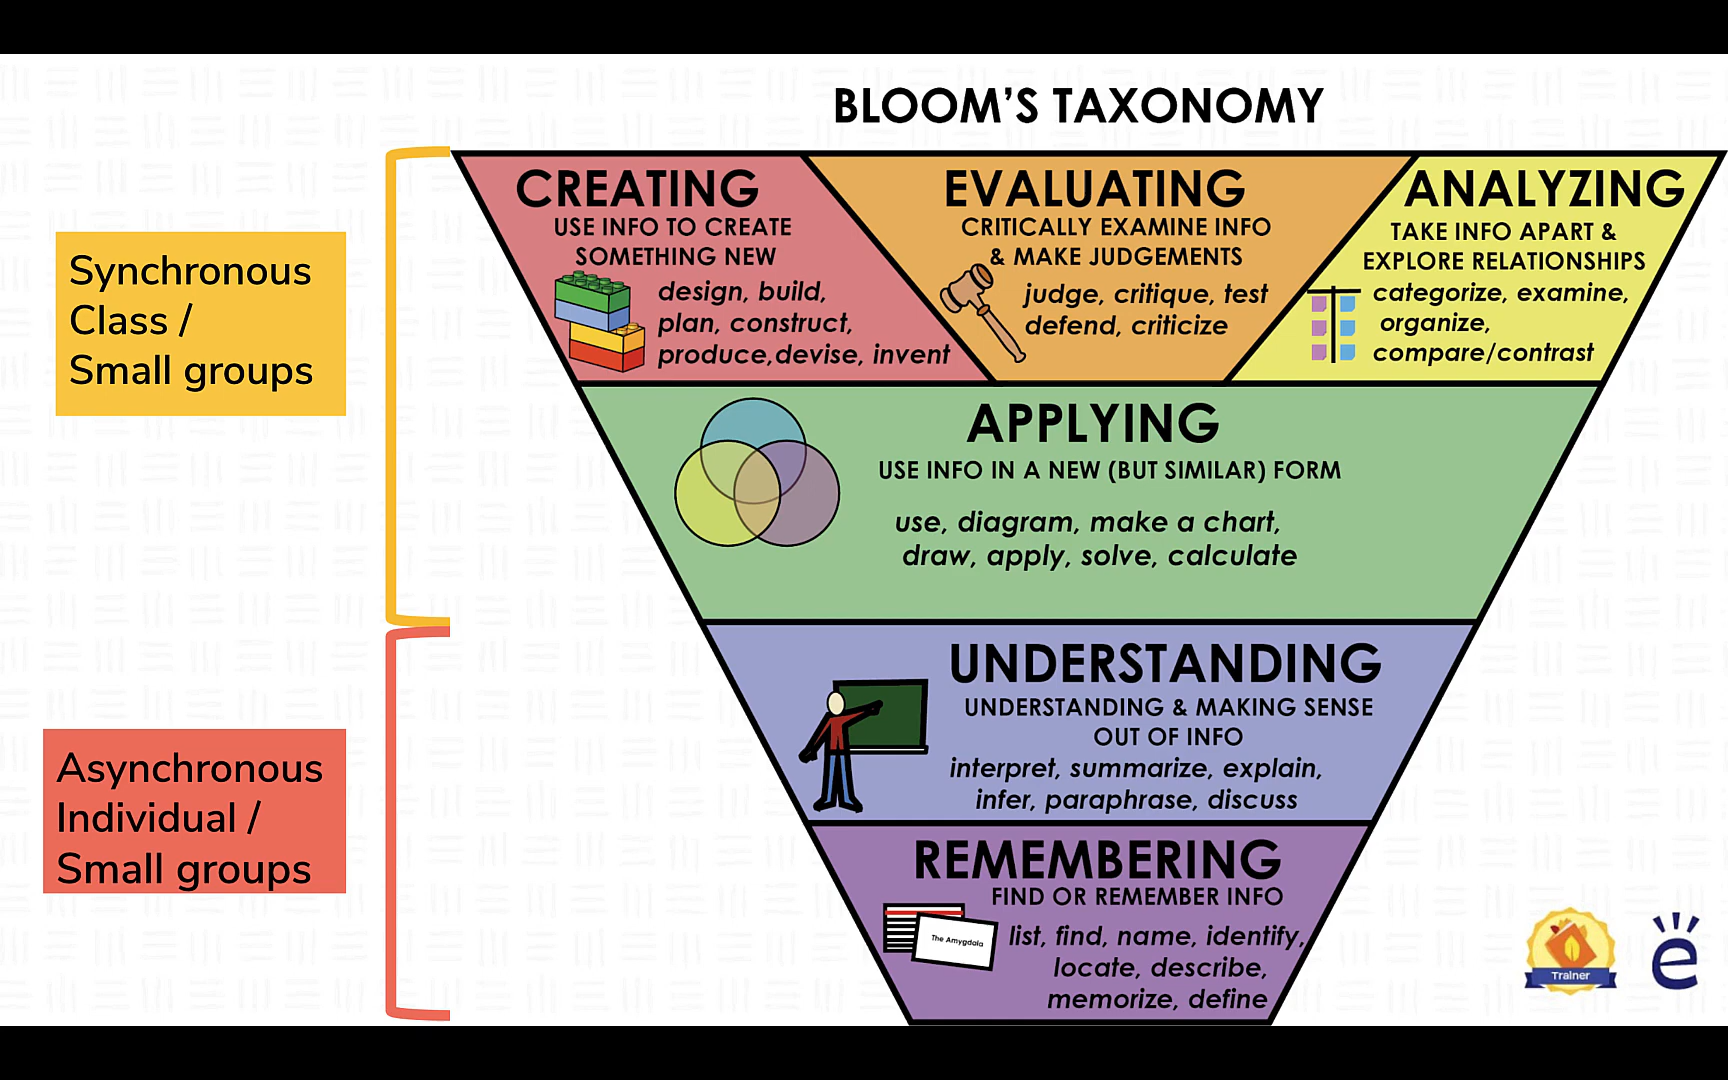 BLOOM'S TAXONOMY
Synchronous
Class /
Small groups
CREATING
USE INFO TO CREATE
SOMETHING NEW
design, build,
plan, construct,
produce,devise, invent
EVALUATING
CRITICALLY EXAMINE INFO
& MAKE JUDGEMENTS
judge, critique, test
defend, criticize
ANALYZING
TAKE INFO APART &
EXPLORE RELATIONSHIPS
categorize, examine,
organize,
compare/contrast
APPLYING
USE INFO IN A NEW (BUT SIMILAR) FORM
use, diagram, make a chart,
draw, apply, solve, calculate
Asynchronous
Individual /
Small groups
UNDERSTANDING
UNDERSTANDING & MAKING SENSE
OUT OF INFO
interpret, summarize, explain,
infer, paraphrase, discuss
REMEMBERING
FIND OR REMEMBER INFO
The Amygdala
list, find, name, identify,
locate, describe,
memorize, define
Trainer
ë